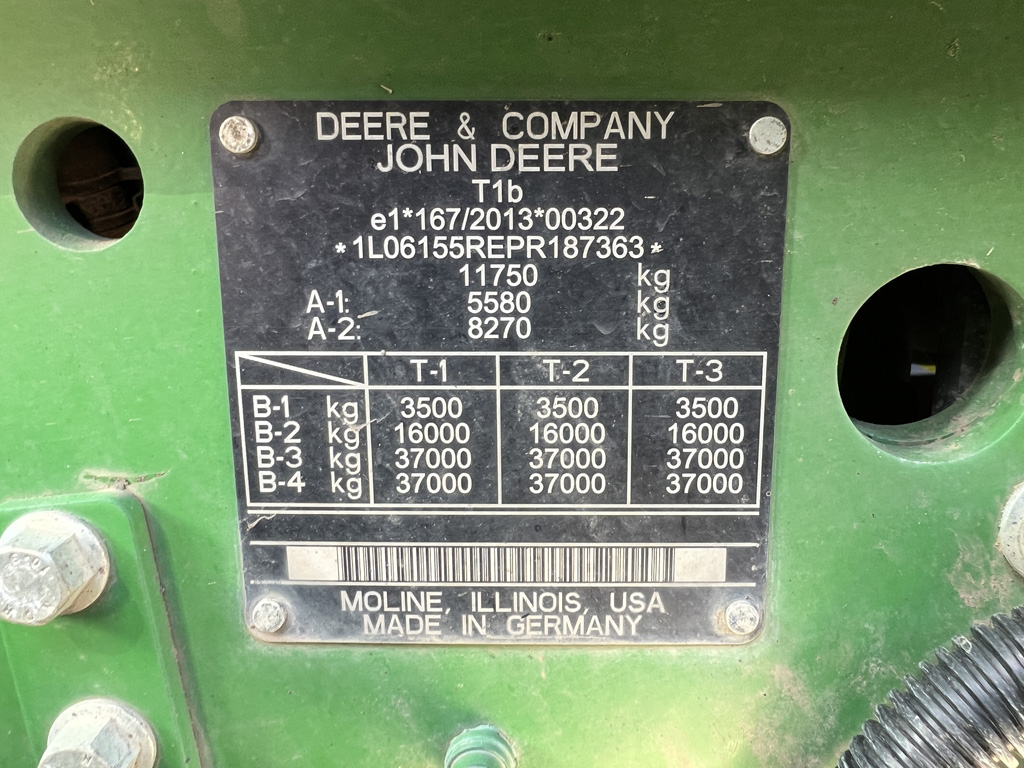 DEERE & COMPANY
JOHN DEERE
T1b
e1*167/2013*00322
*1L06155REPR187363*
11750 kg
A-1: 5580 kg
A-2: 8270 kg
T-1 T-2 T-3
B-1 kg 3500 3500 3500
B-2 kg 16000 16000 16000
B-3 kg 37000 37000 37000
B-4 kg 37000 37000 37000
MOLINE, ILLINOIS, USA
MADE IN GERMANY